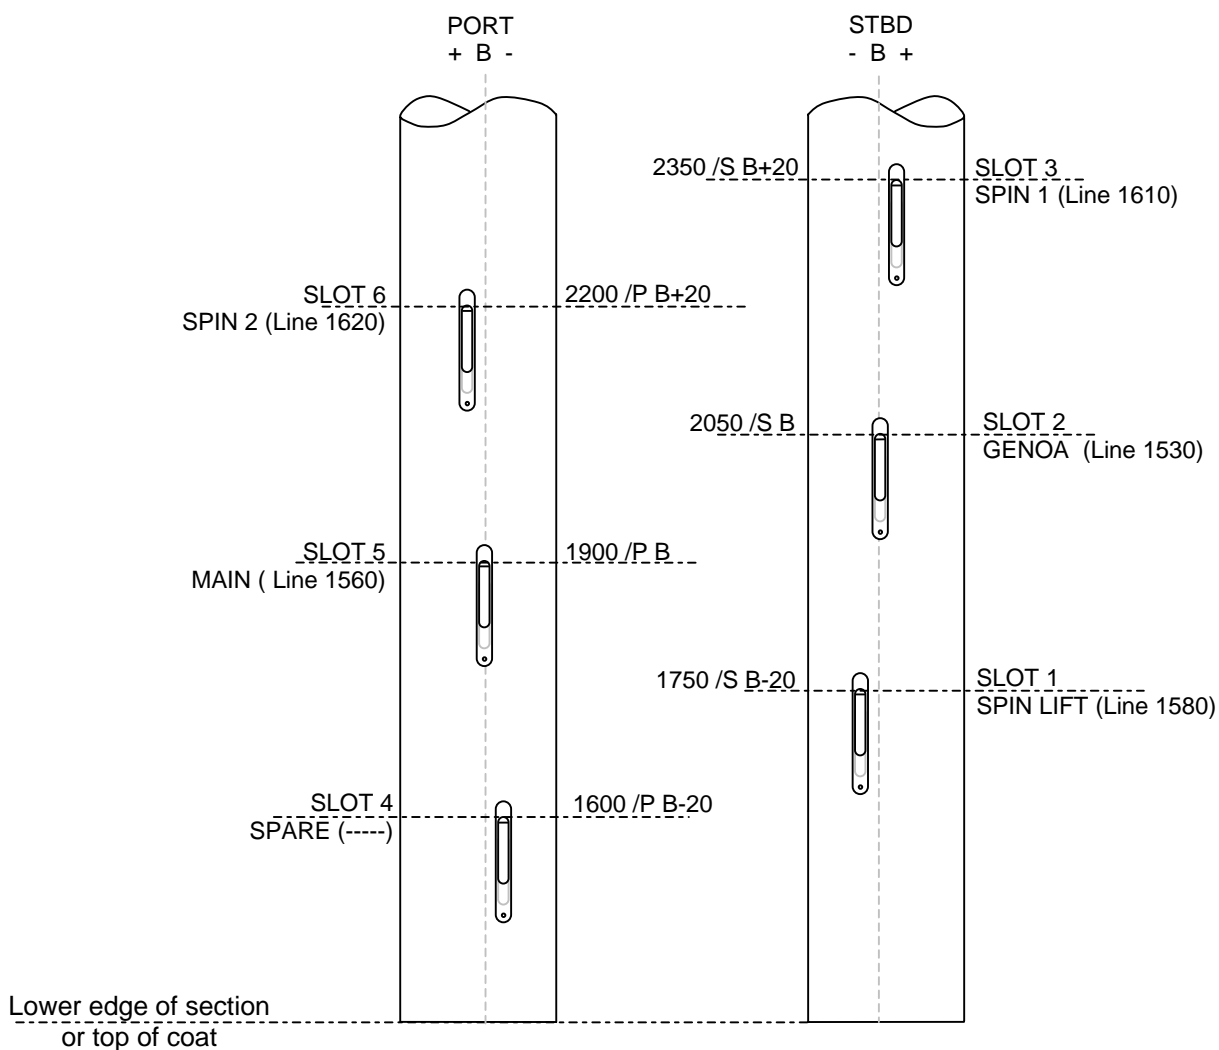 PORT
+ B -
STBD
- B +
2350 /S B+20
SLOT 3
SPIN 1 (Line 1610)
SLOT 6
SPIN 2 (Line 1620)
2200 /P B+20
2050 /S B
SLOT 2
GENOA (Line 1530)
SLOT 5
MAIN ( Line 1560)
1900 /P B
1750 /S B-20
SLOT 1
SPIN LIFT (Line 1580)
SLOT 4
SPARE (-----)
1600 /P B-20
Lower edge of section
or top of coat